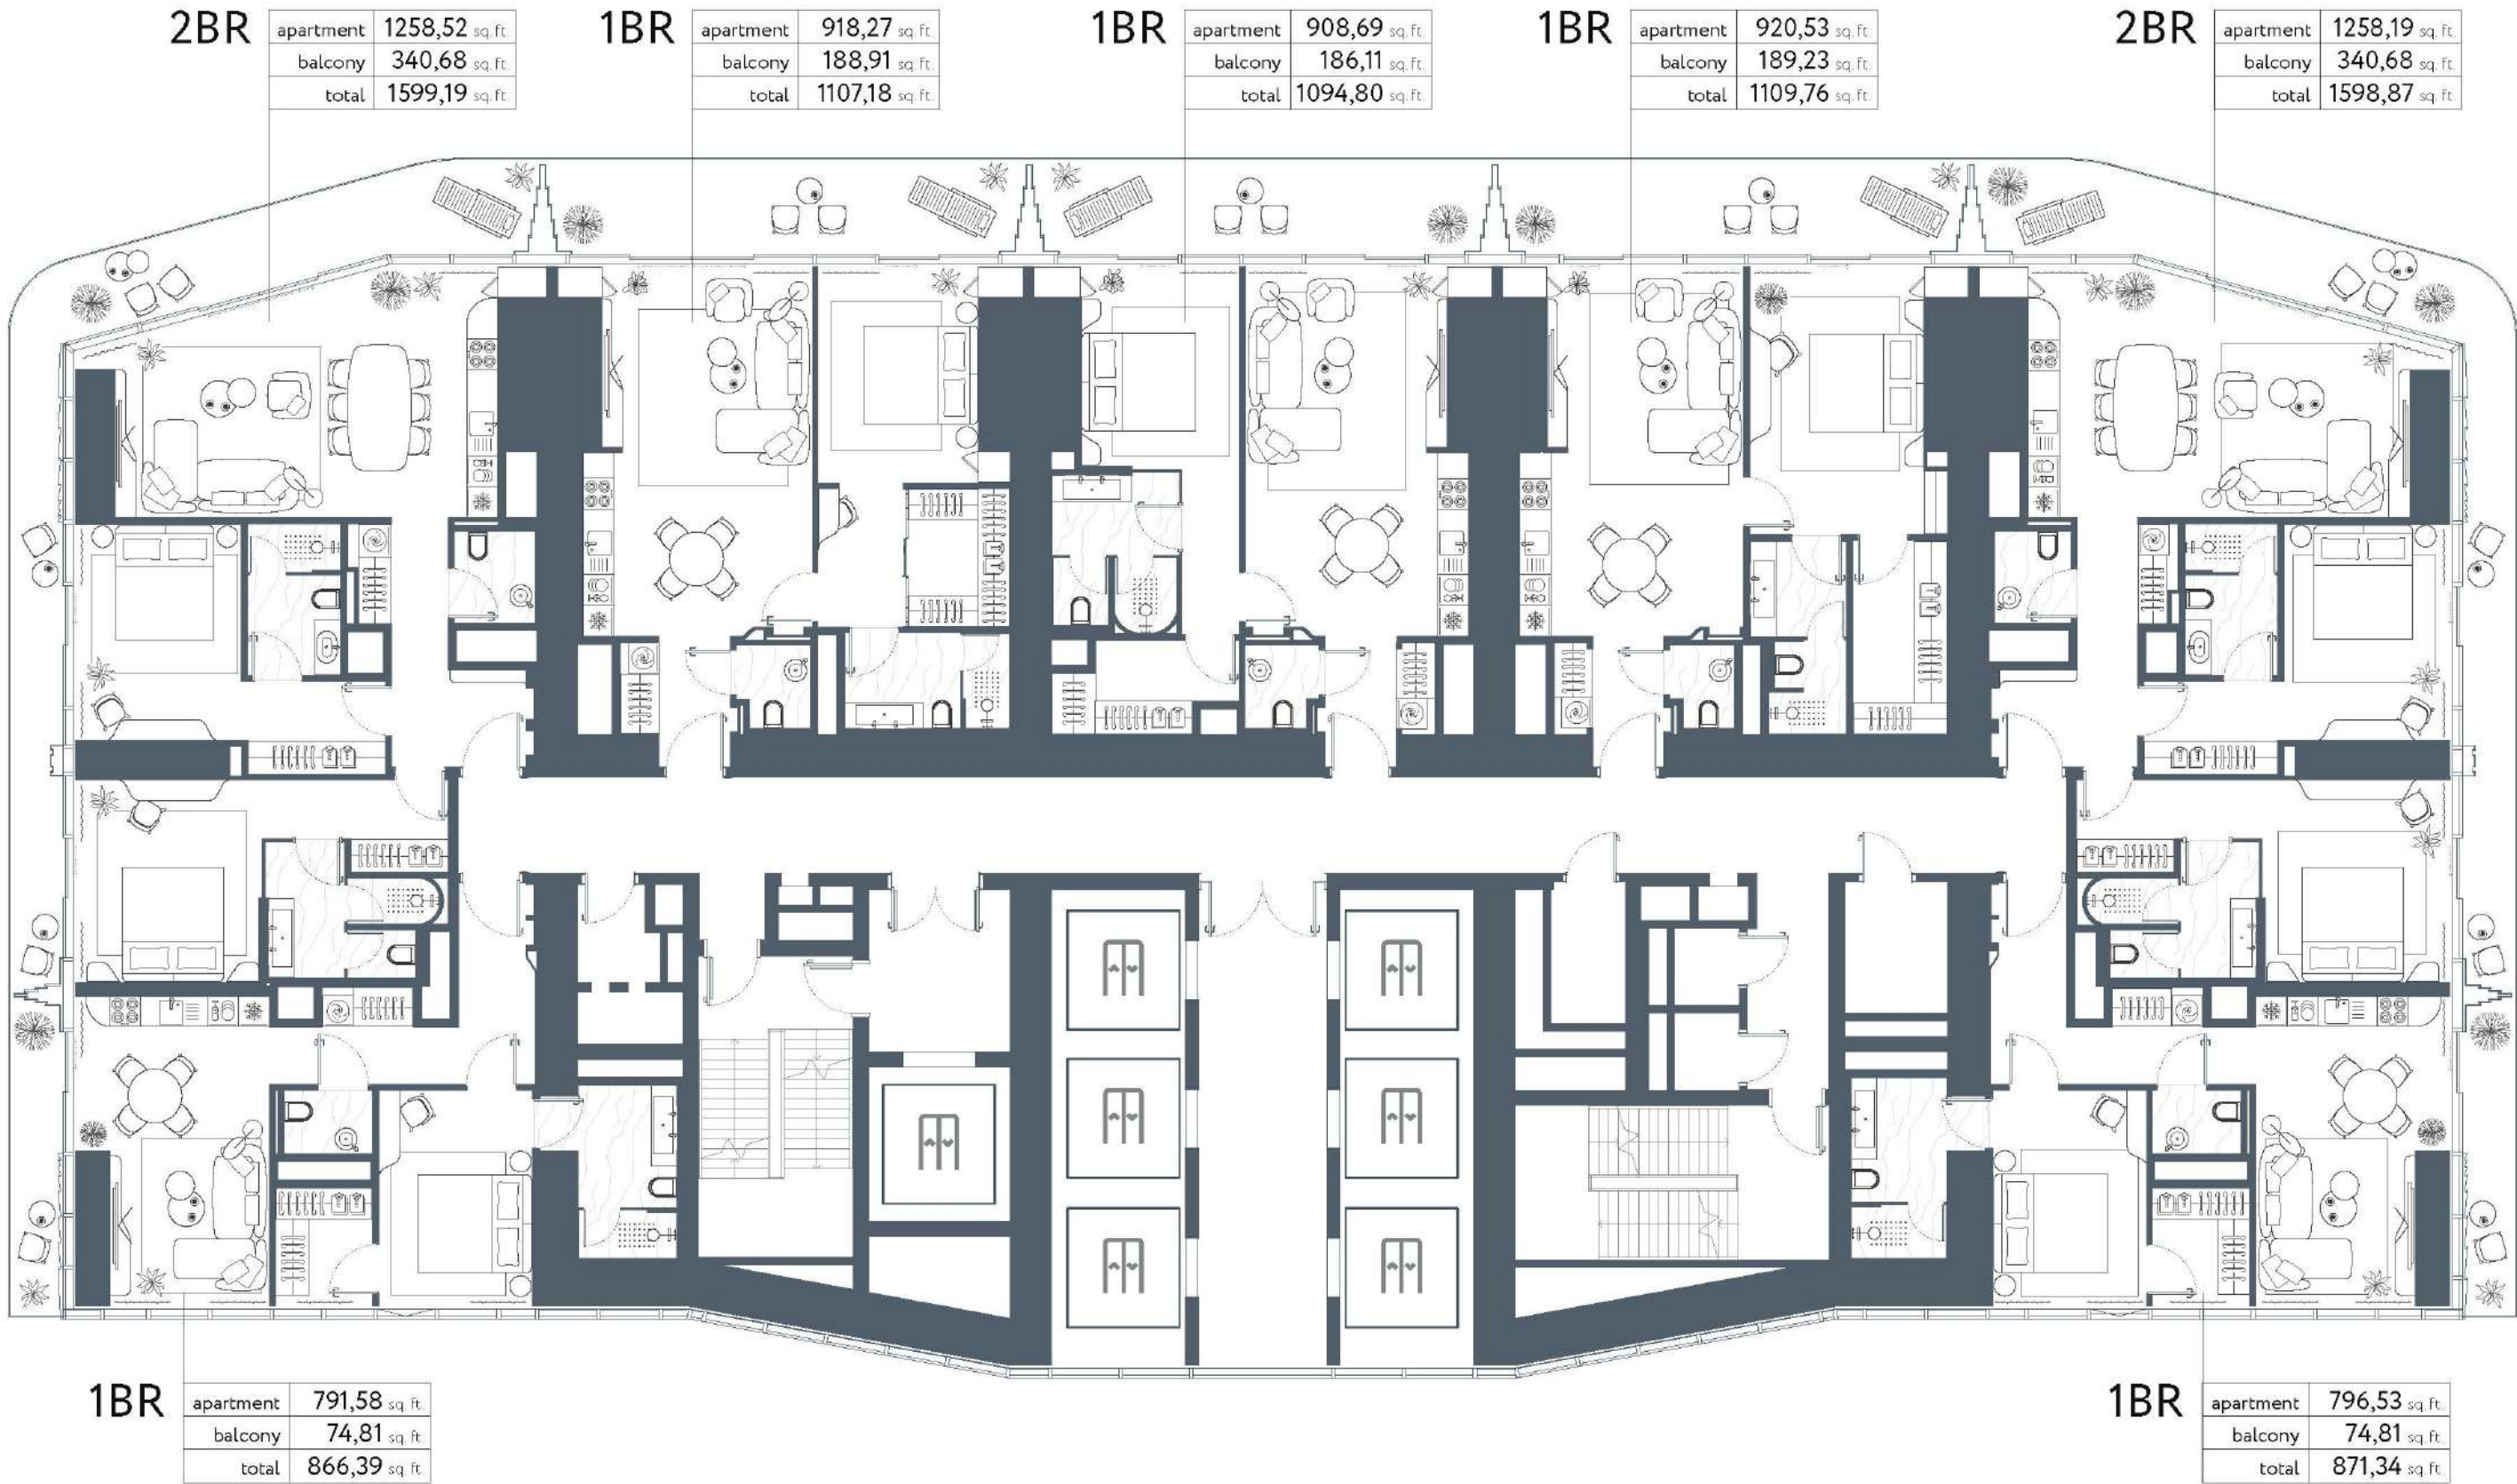 2BR
apartment 1258,52 sq.ft.
balcony 340,68 sq.ft.
total 1599,19 sq.ft.
1BR
apartment 918,27 sq.ft.
balcony 188,91 sq.ft.
total 1107,18 sq.ft.
1BR
apartment 908,69 sq.ft.
balcony 186,11 sq.ft.
total 1094,80 sq.ft.
1BR
apartment 920,53 sq.ft.
balcony 189,23 sq.ft.
total 1109,76 sq.ft.
2BR
apartment 1258,19 sq.ft.
balcony 340,68 sq.ft.
total 1598,87 sq.ft.
1BR
apartment 791,58 sq.ft.
balcony 74,81 sq.ft.
total 866,39 sq.ft.
1BR
apartment 796,53 sq.ft.
balcony 74,81 sq.ft.
total 871,34 sq.ft.